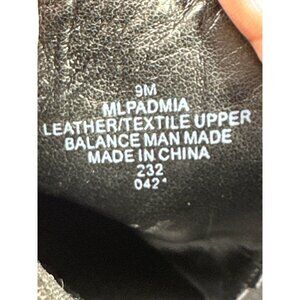 9M
MLPADMIA
LEATHER/TEXTILE UPPER
BALANCE MAN MADE
MADE IN CHINA
232
042